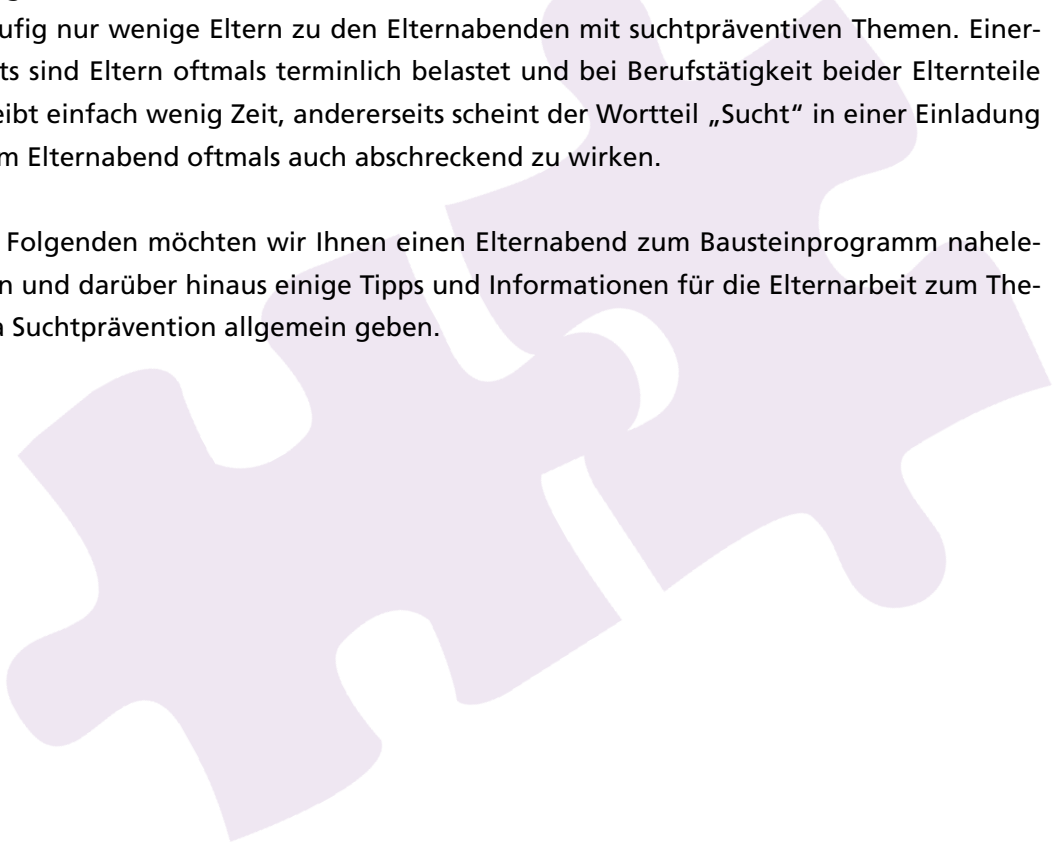 ufig nur wenige Eltern zu den Elternabenden mit suchtpräventiven Themen. Einer-
ts sind Eltern oftmals terminlich belastet und bei Berufstätigkeit beider Elternteile
eibt einfach wenig Zeit, andererseits scheint der Wortteil „Sucht“ in einer Einladung
m Elternabend oftmals auch abschreckend zu wirken.
Folgenden möchten wir Ihnen einen Elternabend zum Bausteinprogramm nahele-
n und darüber hinaus einige Tipps und Informationen für die Elternarbeit zum The-
a Suchtprävention allgemein geben.